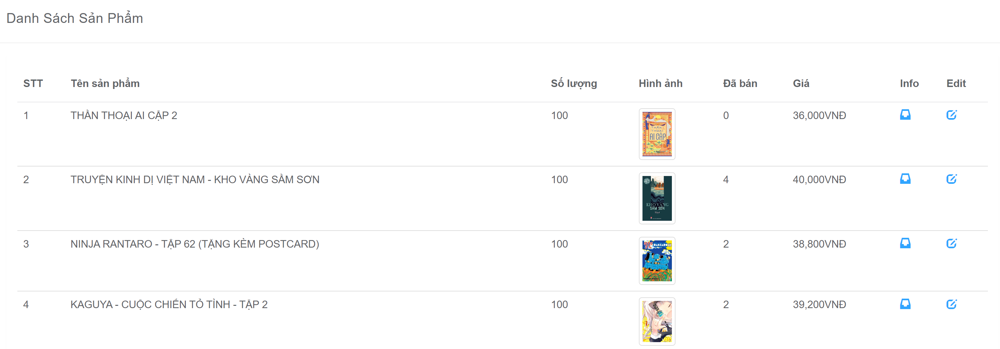 Danh Sách Sản Phẩm
STT Tên sản phẩm Số lượng Hình ảnh Đã bán Giá Info Edit
1 THẦN THOẠI AI CẬP 2 100 0 36,000VNĐ
THẦN
THOẠI
AI CẬP
2 TRUYỆN KINH DỊ VIỆT NAM - KHO VÀNG SẦM SƠN 100 4 40,000VNĐ
KHO VÀNG
SẦM SƠN
3 NINJA RANTARO - TẬP 62 (TẶNG KÈM POSTCARD) 100 2 38,800VNĐ
RANTARO 62
4 KAGUYA - CUỘC CHIẾN TỎ TÌNH - TẬP 2 100 2 39,200VNĐ
2